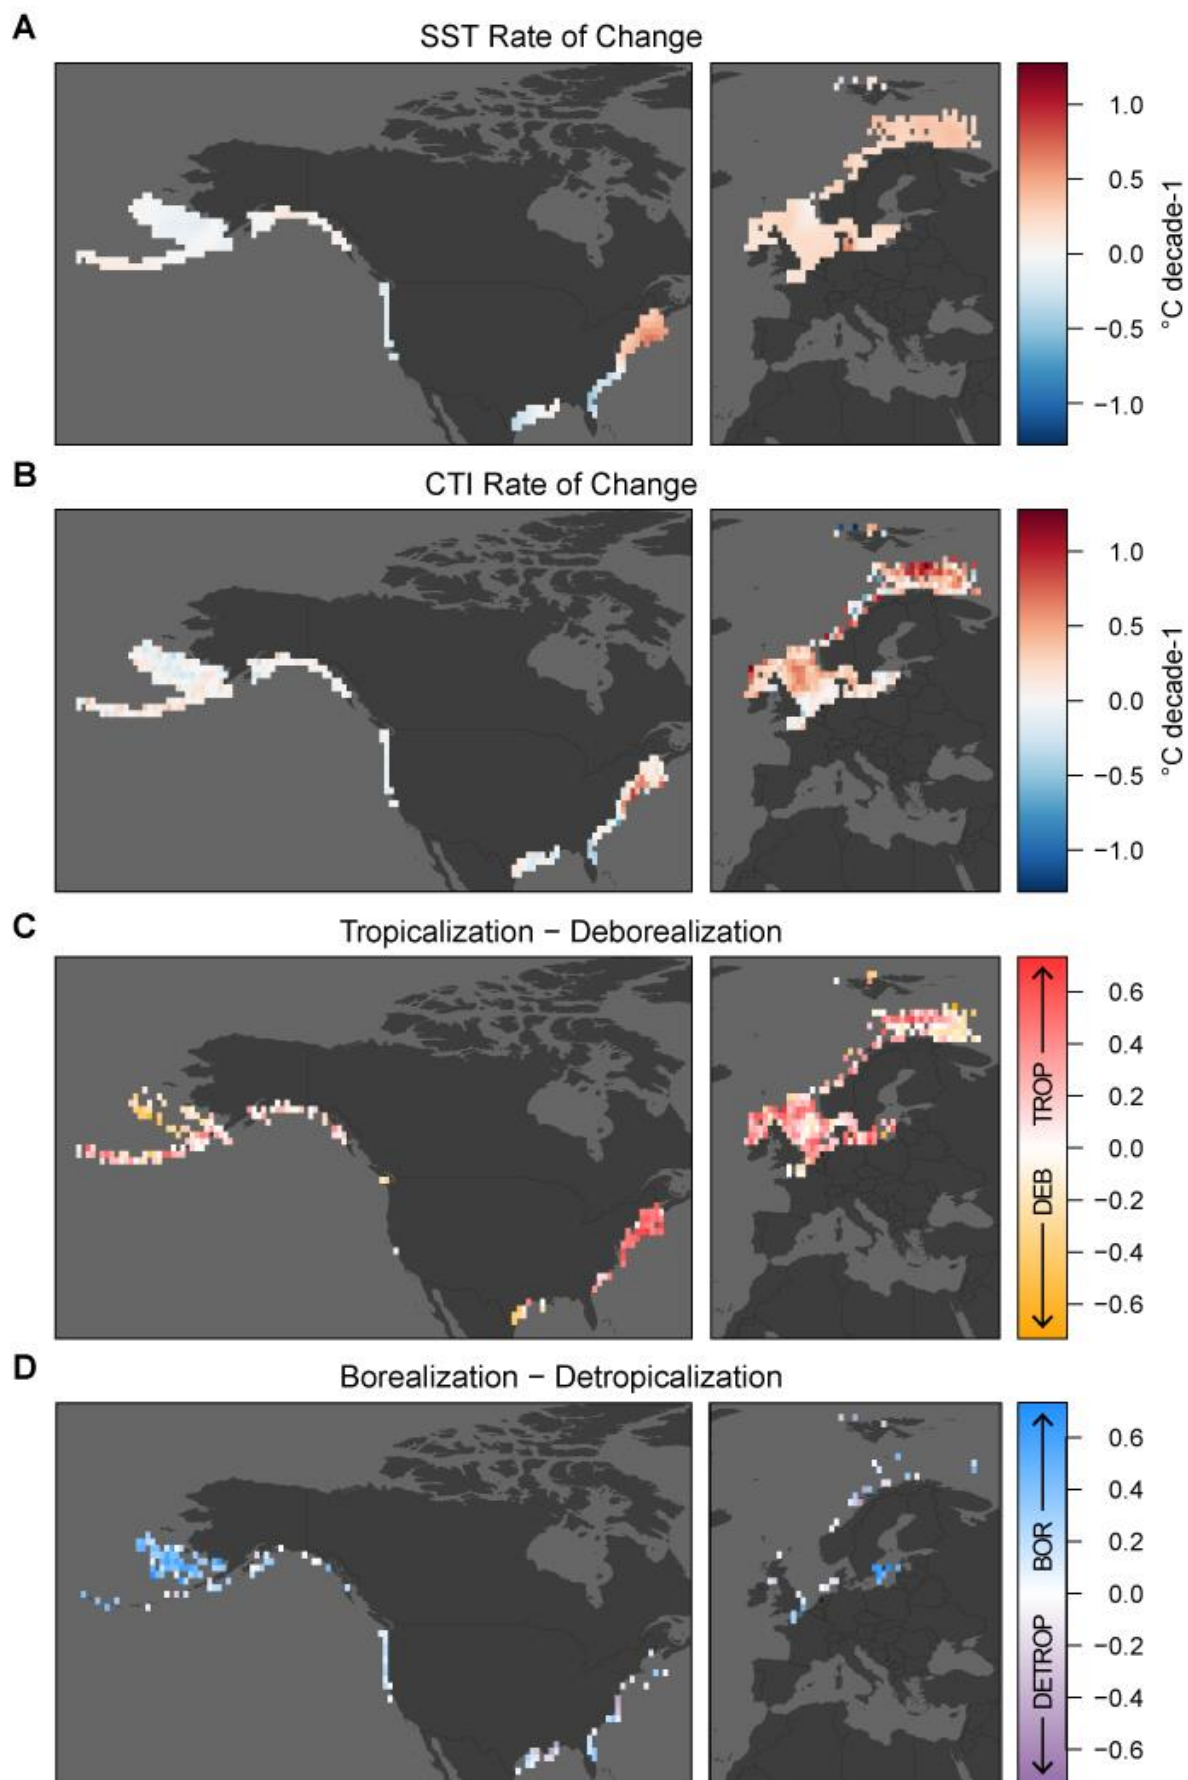 A
SST Rate of Change
1.0
0.5
0.0
−0.5
−1.0
°C decade-1
B
CTI Rate of Change
1.0
0.5
0.0
−0.5
−1.0
°C decade-1
C
Tropicalization − Deborealization
TROP
DEB
0.6
0.4
0.2
0.0
−0.2
−0.4
−0.6
D
Borealization − Detropicalization
BOR
DETROP
0.6
0.4
0.2
0.0
−0.2
−0.4
−0.6